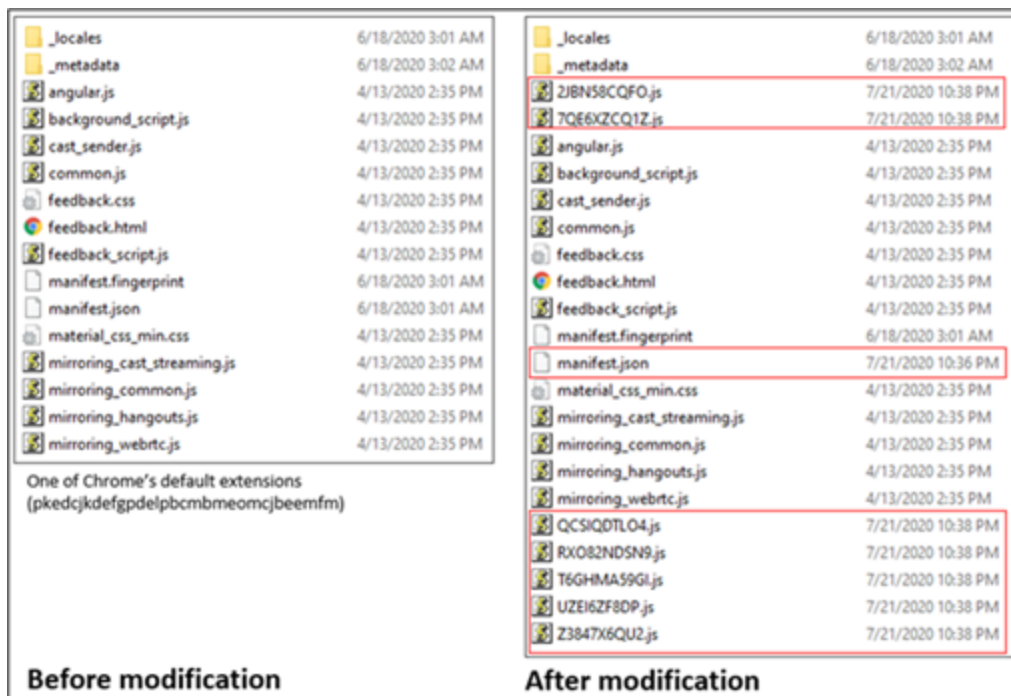 _locales 6/18/2020 3:01 AM
_metadata 6/18/2020 3:02 AM
angular.js 4/13/2020 2:35 PM
background_script.js 4/13/2020 2:35 PM
cast_sender.js 4/13/2020 2:35 PM
common.js 4/13/2020 2:35 PM
feedback.css 4/13/2020 2:35 PM
feedback.html 4/13/2020 2:35 PM
feedback_script.js 4/13/2020 2:35 PM
manifest.fingerprint 6/18/2020 3:01 AM
manifest.json 6/18/2020 3:01 AM
material_css_min.css 4/13/2020 2:35 PM
mirroring_cast_streaming.js 4/13/2020 2:35 PM
mirroring_common.js 4/13/2020 2:35 PM
mirroring_hangouts.js 4/13/2020 2:35 PM
mirroring_webrtc.js 4/13/2020 2:35 PM
One of Chrome's default extensions
(pkedcjkdefgpdelpbcmbmeomcjbeemfm)
Before modification
_locales 6/18/2020 3:01 AM
_metadata 6/18/2020 3:02 AM
2JBN58CQFO.js 7/21/2020 10:38 PM
7QE6XZCQ1Z.js 7/21/2020 10:38 PM
angular.js 4/13/2020 2:35 PM
background_script.js 4/13/2020 2:35 PM
cast_sender.js 4/13/2020 2:35 PM
common.js 4/13/2020 2:35 PM
feedback.css 4/13/2020 2:35 PM
feedback.html 4/13/2020 2:35 PM
feedback_script.js 4/13/2020 2:35 PM
manifest.fingerprint 6/18/2020 3:01 AM
manifest.json 7/21/2020 10:36 PM
material_css_min.css 4/13/2020 2:35 PM
mirroring_cast_streaming.js 4/13/2020 2:35 PM
mirroring_common.js 4/13/2020 2:35 PM
mirroring_hangouts.js 4/13/2020 2:35 PM
mirroring_webrtc.js 4/13/2020 2:35 PM
QCSIQDTLO4.js 7/21/2020 10:38 PM
RXO82NDSN9.js 7/21/2020 10:38 PM
T6GHMA59GI.js 7/21/2020 10:38 PM
UZEI6ZF8DP.js 7/21/2020 10:38 PM
Z3847X6QU2.js 7/21/2020 10:38 PM
After modification